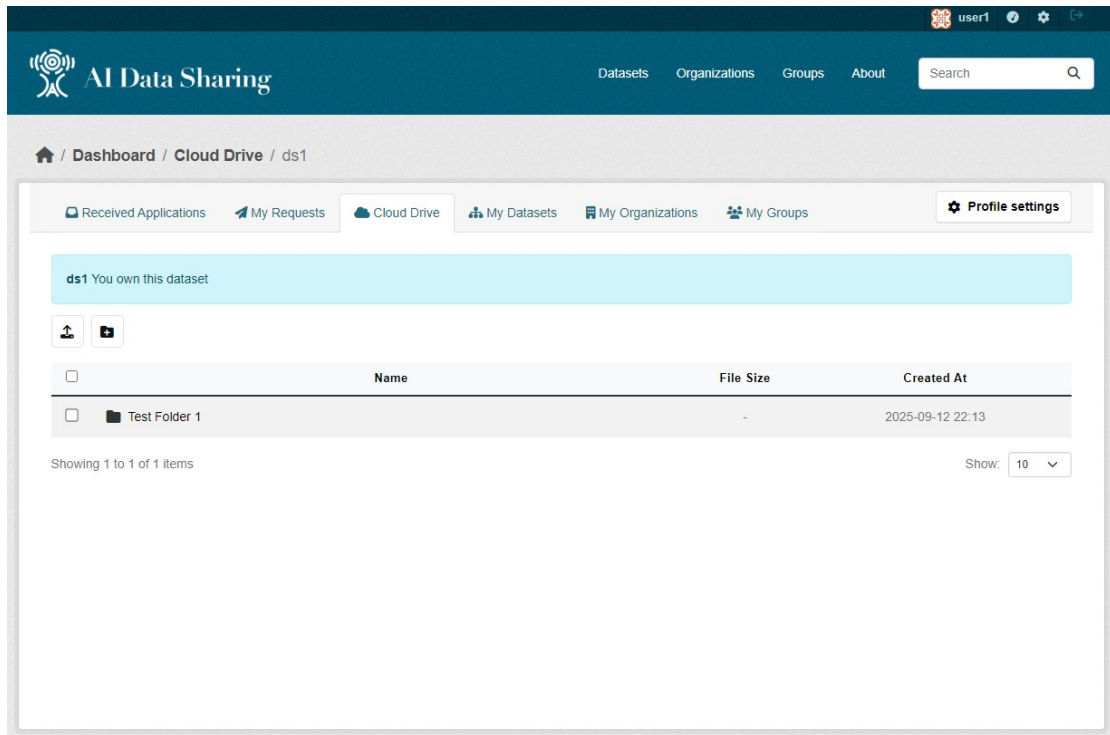 user1
AI Data Sharing
Datasets Organizations Groups About Search
/ Dashboard / Cloud Drive / ds1
Received Applications My Requests Cloud Drive My Datasets My Organizations My Groups Profile settings
ds1 You own this dataset
Name File Size Created At
Test Folder 1 - 2025-09-12 22:13
Showing 1 to 1 of 1 items Show: 10